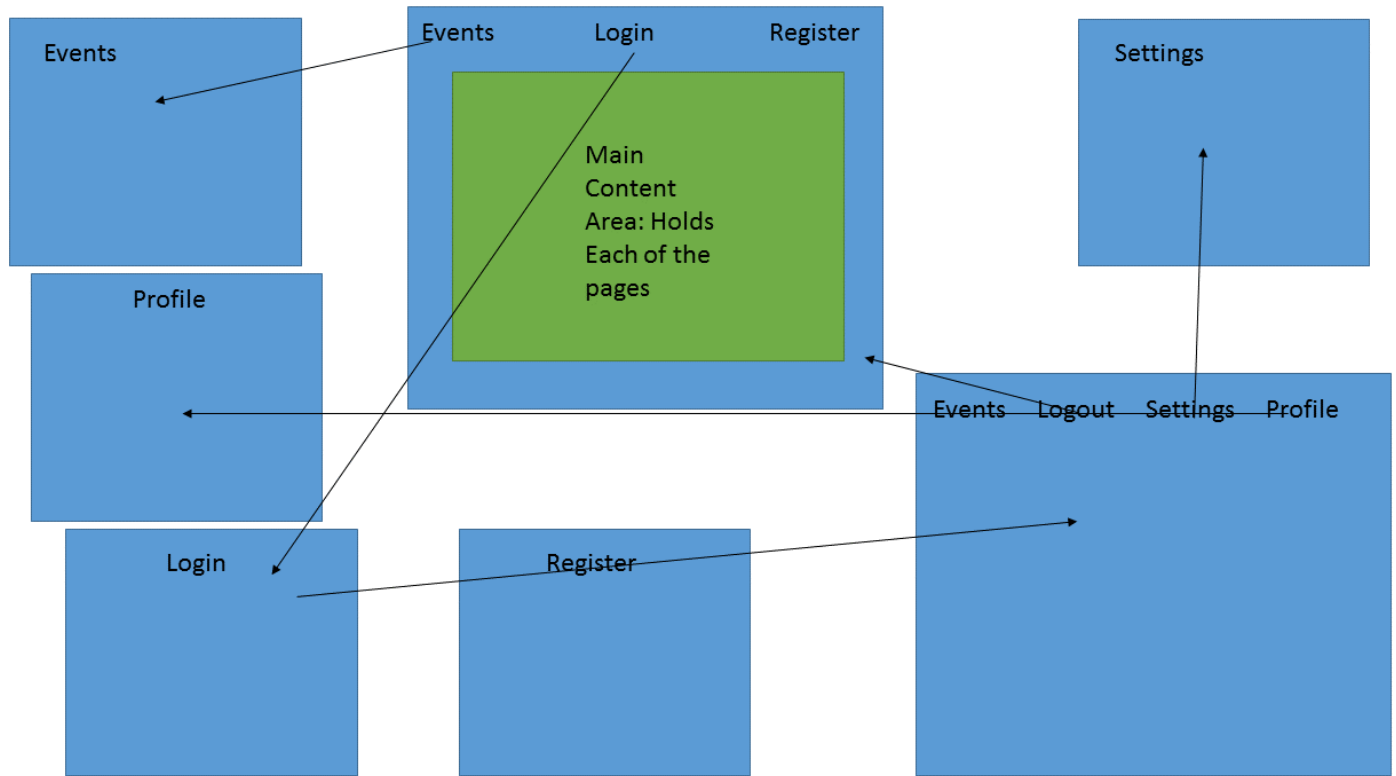 Events
Events Login Register
Settings
Main
Content
Area: Holds
Each of the
pages
Profile
Events Logout Settings Profile
Login
Register